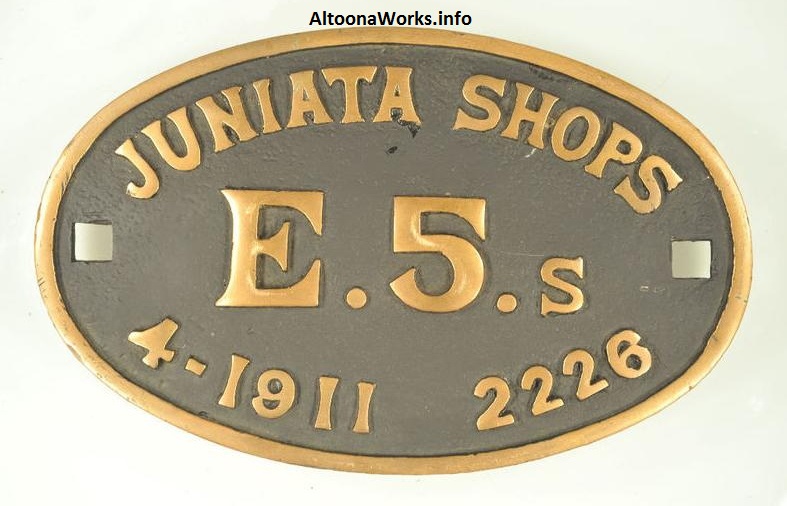 AltoonaWorks.info
JUNIATA SHOPS
E.5.s
4-1911 2226